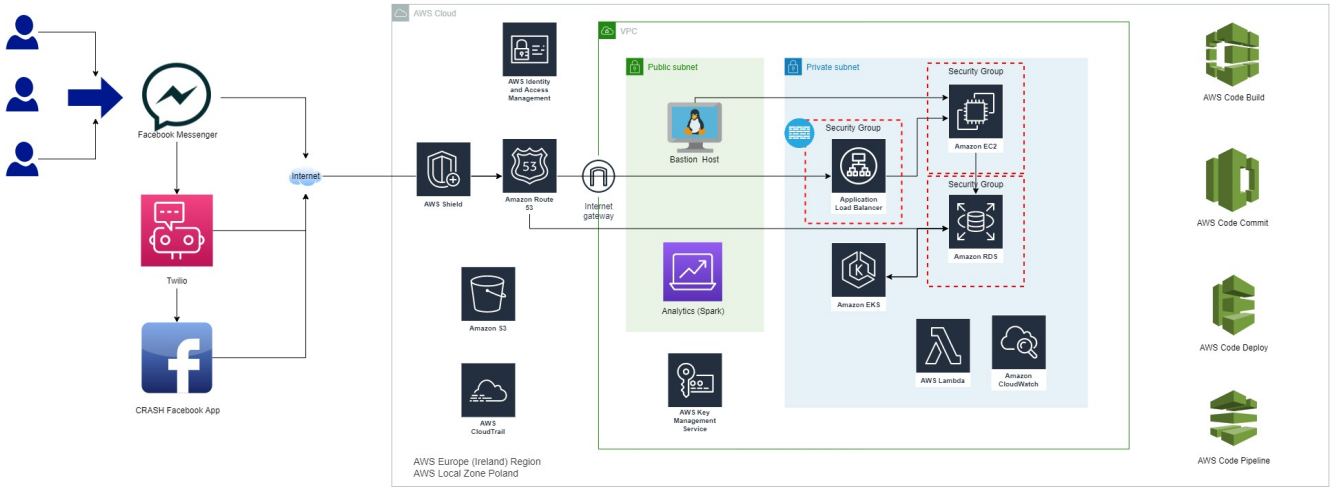 AWS Cloud
VPC
Public subnet
Private subnet
Security Group
Facebook Messenger
Internet
Twilio
CRASH Facebook App
AWS Identity
and Access
Management
AWS Shield
53
Amazon Route
53
Internet
gateway
Bastion Host
Security Group
Application
Load Balancer
Amazon EC2
Security Group
Amazon RDS
K
Amazon EKS
Analytics (Spark)
Amazon S3
AWS
CloudTrail
AWS Key
Management
Service
AWS Lambda
Amazon
CloudWatch
AWS Europe (Ireland) Region
AWS Local Zone Poland
AWS Code Build
AWS Code Commit
AWS Code Deploy
AWS Code Pipeline